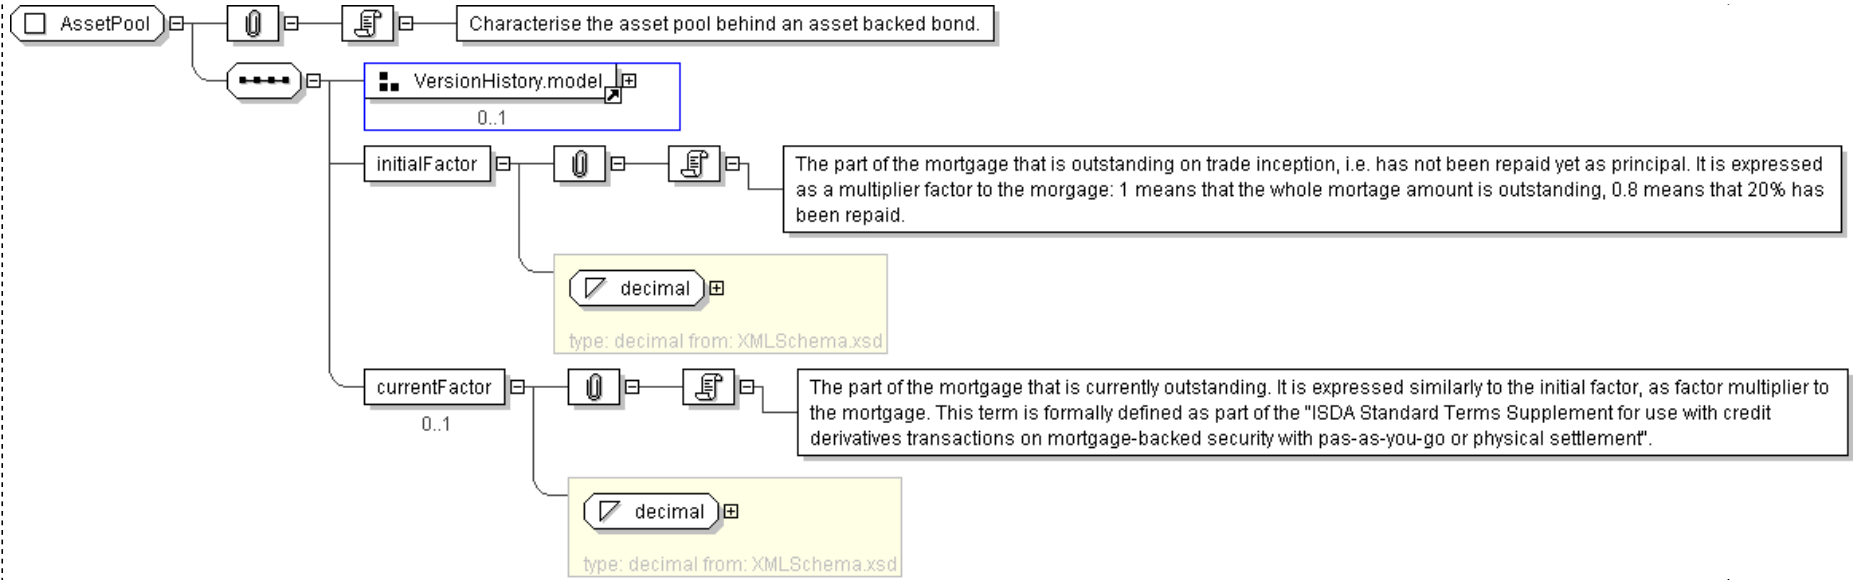 AssetPool
Characterise the asset pool behind an asset backed bond.
VersionHistory.model
0..1
initialFactor
The part of the mortgage that is outstanding on trade inception, i.e. has not been repaid yet as principal. It is expressed
as a multiplier factor to the morgage: 1 means that the whole mortage amount is outstanding, 0.8 means that 20% has
been repaid.
decimal
type: decimal from: XMLSchema.xsd
currentFactor
0..1
The part of the mortgage that is currently outstanding. It is expressed similarly to the initial factor, as factor multiplier to
the mortgage. This term is formally defined as part of the "ISDA Standard Terms Supplement for use with credit
derivatives transactions on mortgage-backed security with pas-as-you-go or physical settlement".
decimal
type: decimal from: XMLSchema.xsd